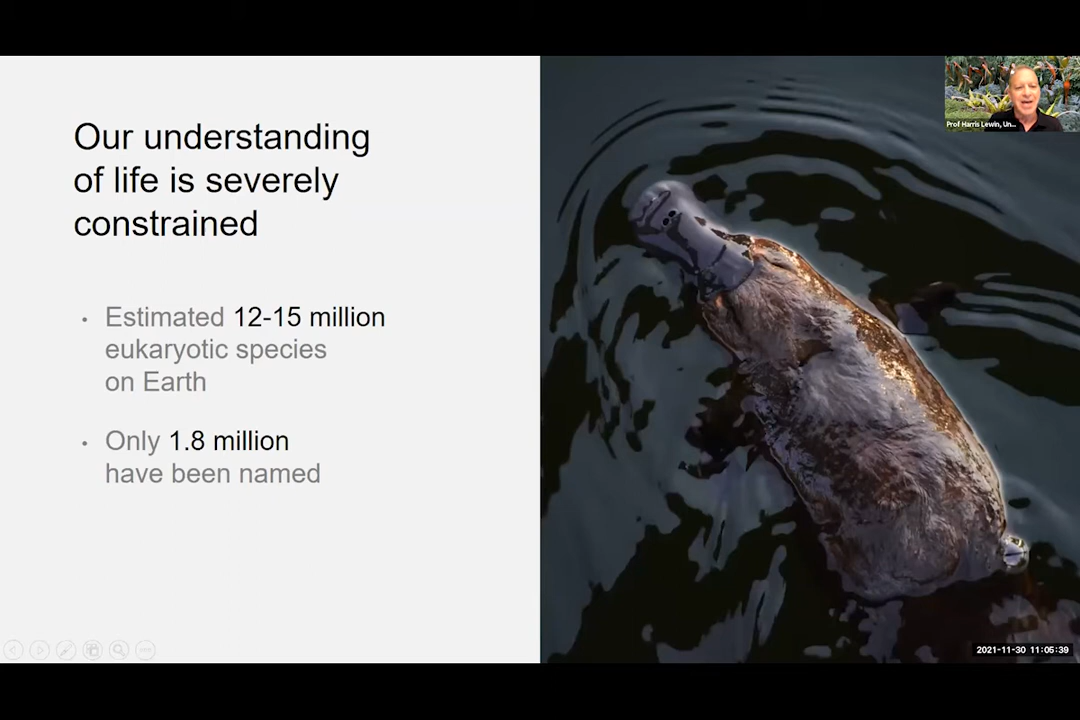 Our understanding
of life is severely
constrained
• Estimated 12-15 million
eukaryotic species
on Earth
• Only 1.8 million
have been named
Prof Harris Lewin, Un...
2021-11-30 11:05:39